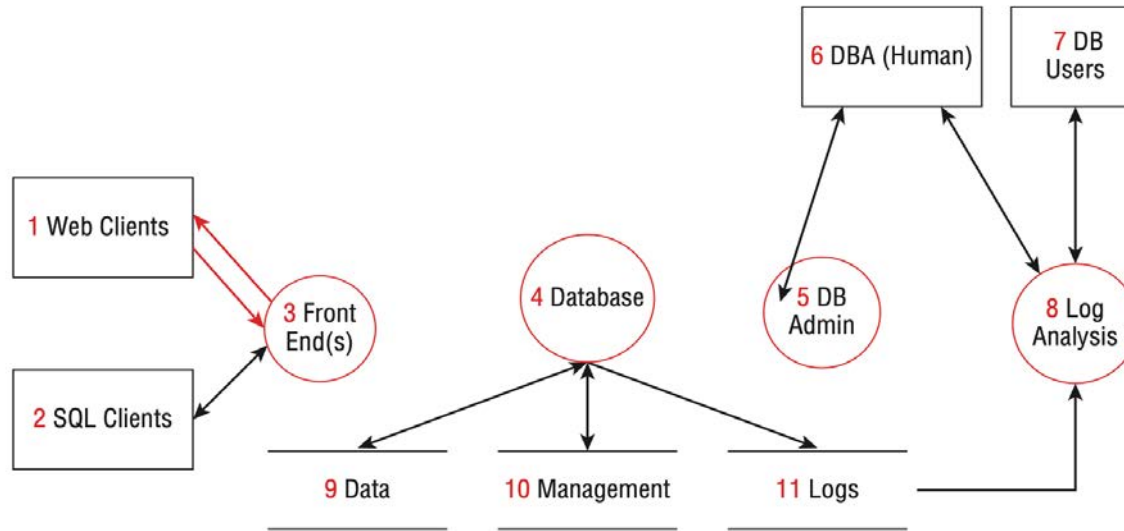 6 DBA (Human)
7 DB
Users
1 Web Clients
3 Front
End(s)
4 Database
5 DB
Admin
8 Log
Analysis
2 SQL Clients
9 Data
10 Management
11 Logs